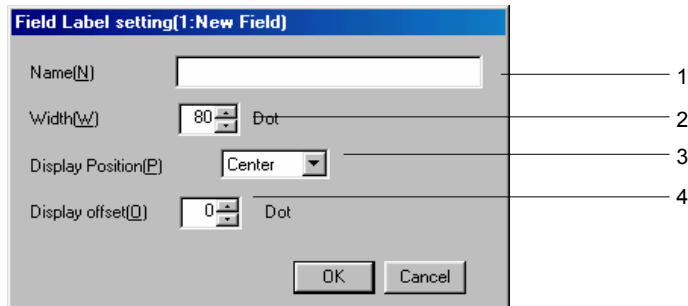 Field Label setting(1:New Field)
Name(N) 1
Width(W) 80 Dot 2
Display Position(P) Center 3
Display offset(O) 0 Dot 4
OK Cancel